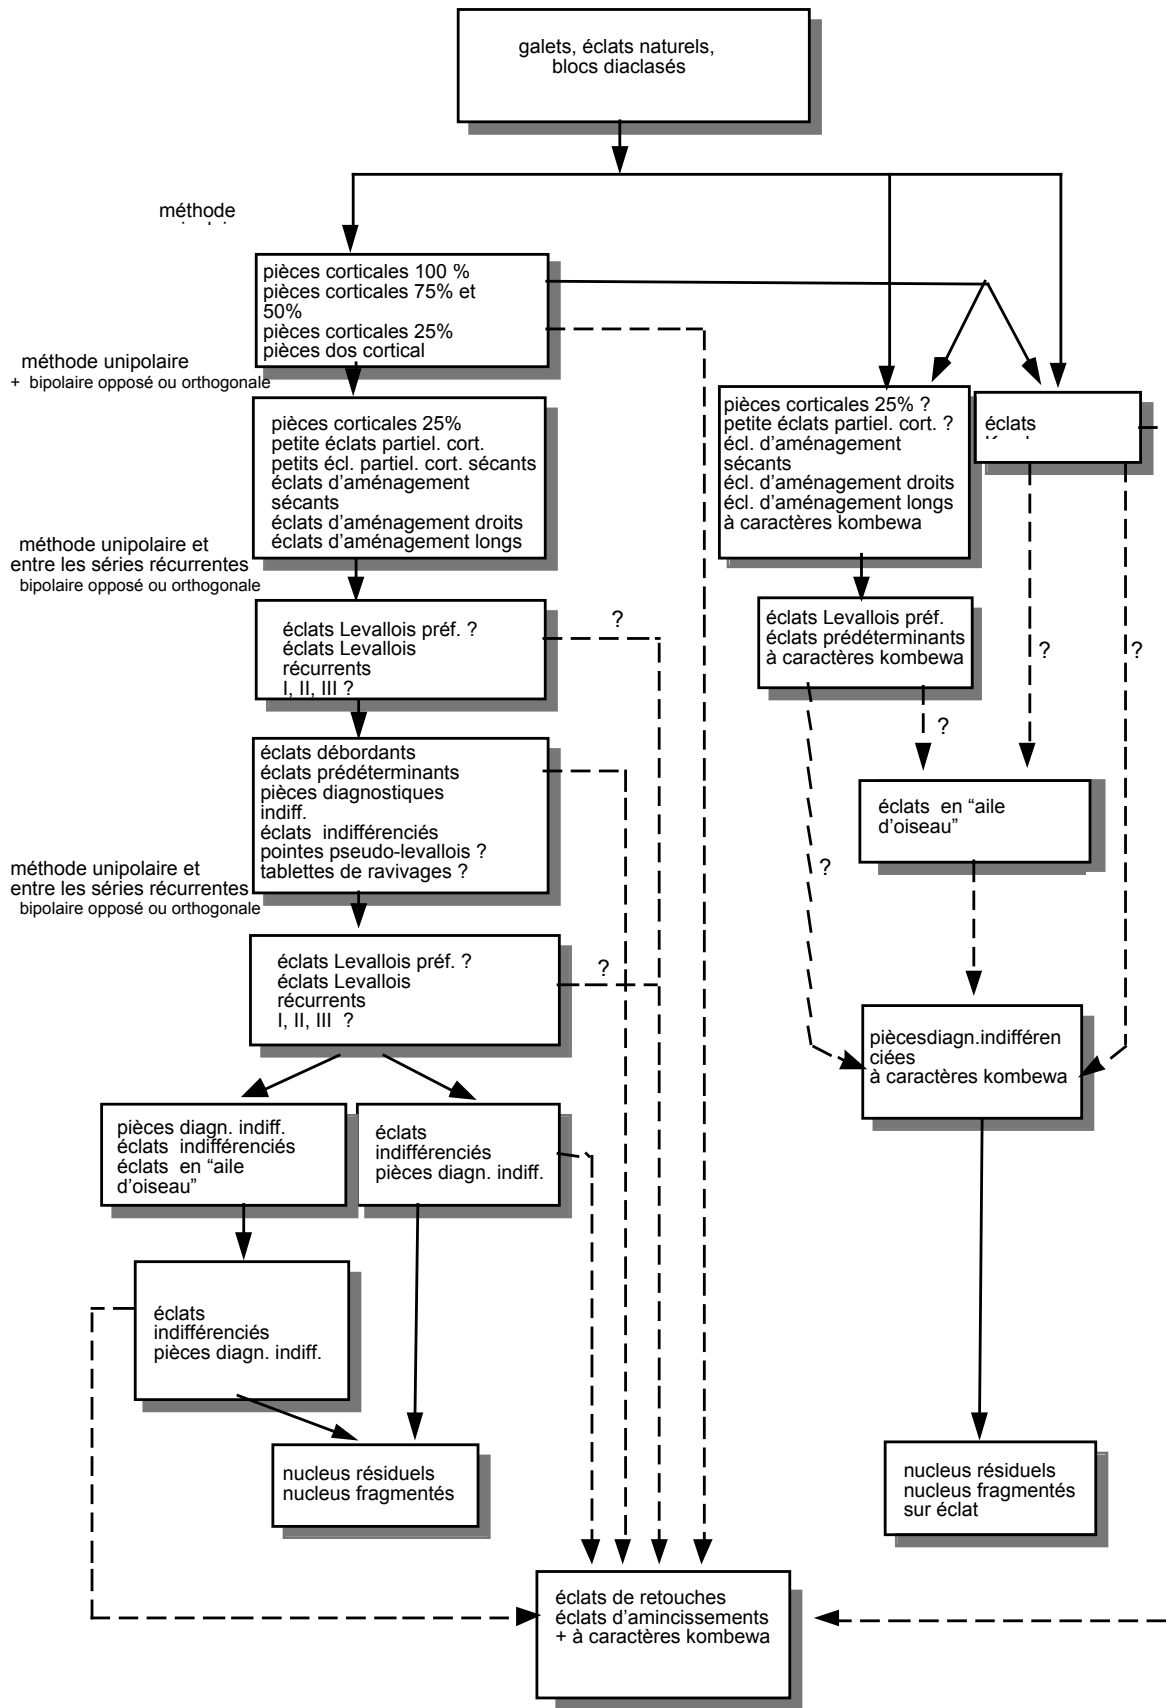 galets, éclats naturels,
blocs diaclasés
méthode
pièces corticales 100 %
pièces corticales 75% et
50%
pièces corticales 25%
pièces dos cortical
méthode unipolaire
+ bipolaire opposé ou orthogonale
pièces corticales 25%
petite éclats partiel. cort.
petits écl. partiel. cort. sécants
éclats d’aménagement
sécants
éclats d’aménagement droits
éclats d’aménagement longs
pièces corticales 25% ?
petite éclats partiel. cort. ?
écl. d’aménagement
sécants
écl. d’aménagement droits
écl. d’aménagement longs
à caractères kombewa
éclats
méthode unipolaire et
entre les séries récurrentes
bipolaire opposé ou orthogonale
éclats Levallois préf. ?
éclats Levallois
récurrents
I, II, III ?
?
éclats Levallois préf.
éclats prédéterminants
à caractères kombewa
?
?
?
éclats débordants
éclats prédéterminants
pièces diagnostiques
indiff.
éclats indifférenciés
pointes pseudo-levallois ?
tablettes de ravivages ?
éclats en “aile
d’oiseau”
?
méthode unipolaire et
entre les séries récurrentes
bipolaire opposé ou orthogonale
éclats Levallois préf. ?
éclats Levallois
récurrents
I, II, III ?
?
piècesdiagn.indifféren
ciées
à caractères kombewa
pièces diagn. indiff.
éclats indifférenciés
éclats en “aile
d’oiseau”
éclats
indifférenciés
pièces diagn. indiff.
éclats
indifférenciés
pièces diagn. indiff.
nucleus résiduels
nucleus fragmentés
nucleus résiduels
nucleus fragmentés
sur éclat
éclats de retouches
éclats d’amincissements
+ à caractères kombewa